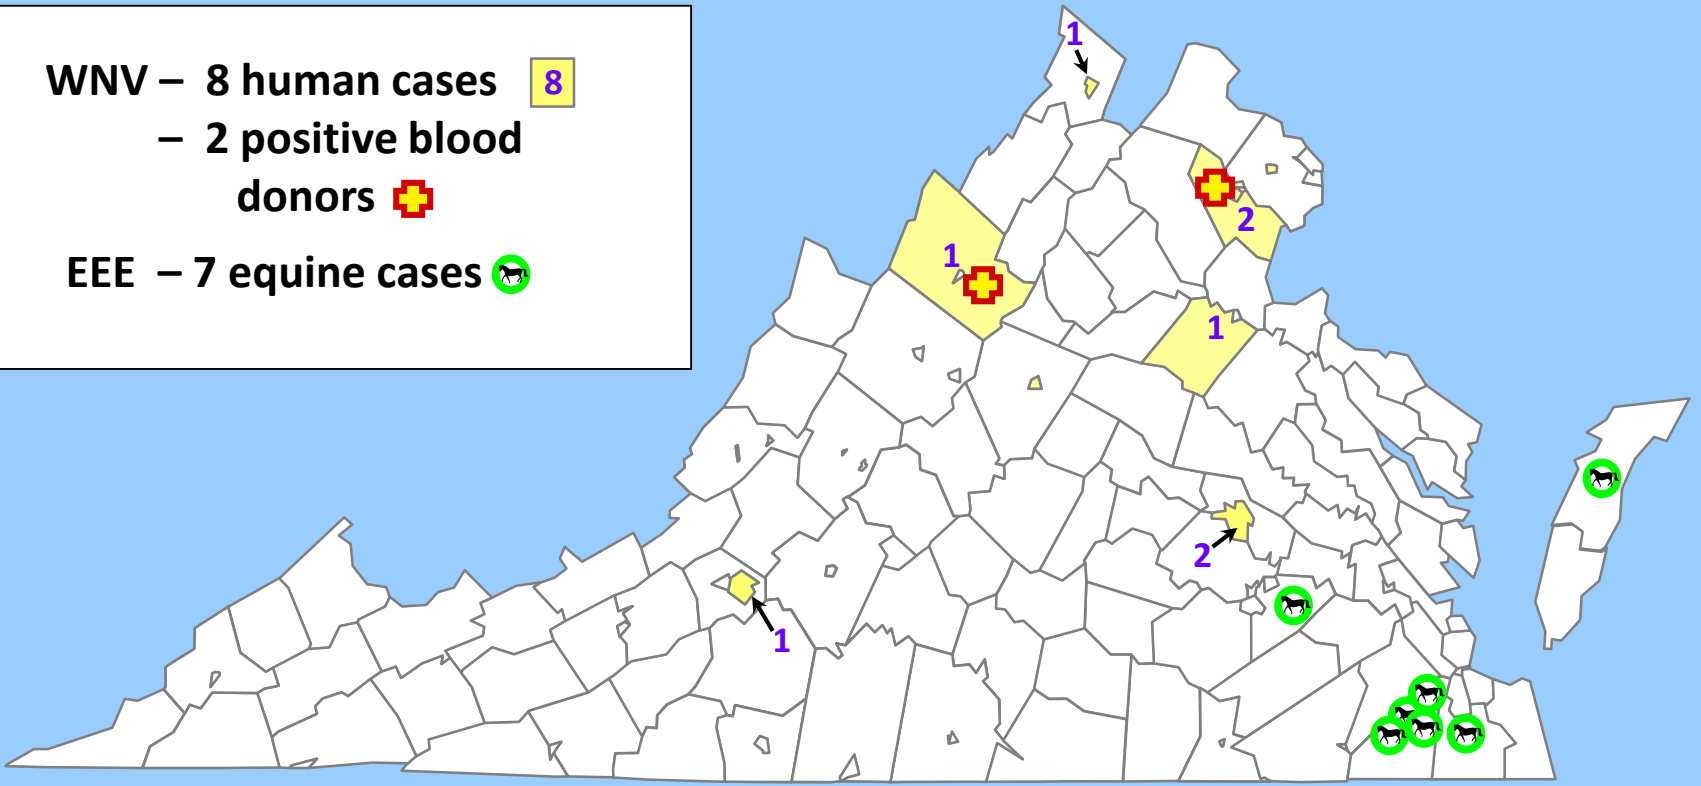 WNV – 8 human cases 8
– 2 positive blood
donors
EEE – 7 equine cases
1
2
1
1
2
1